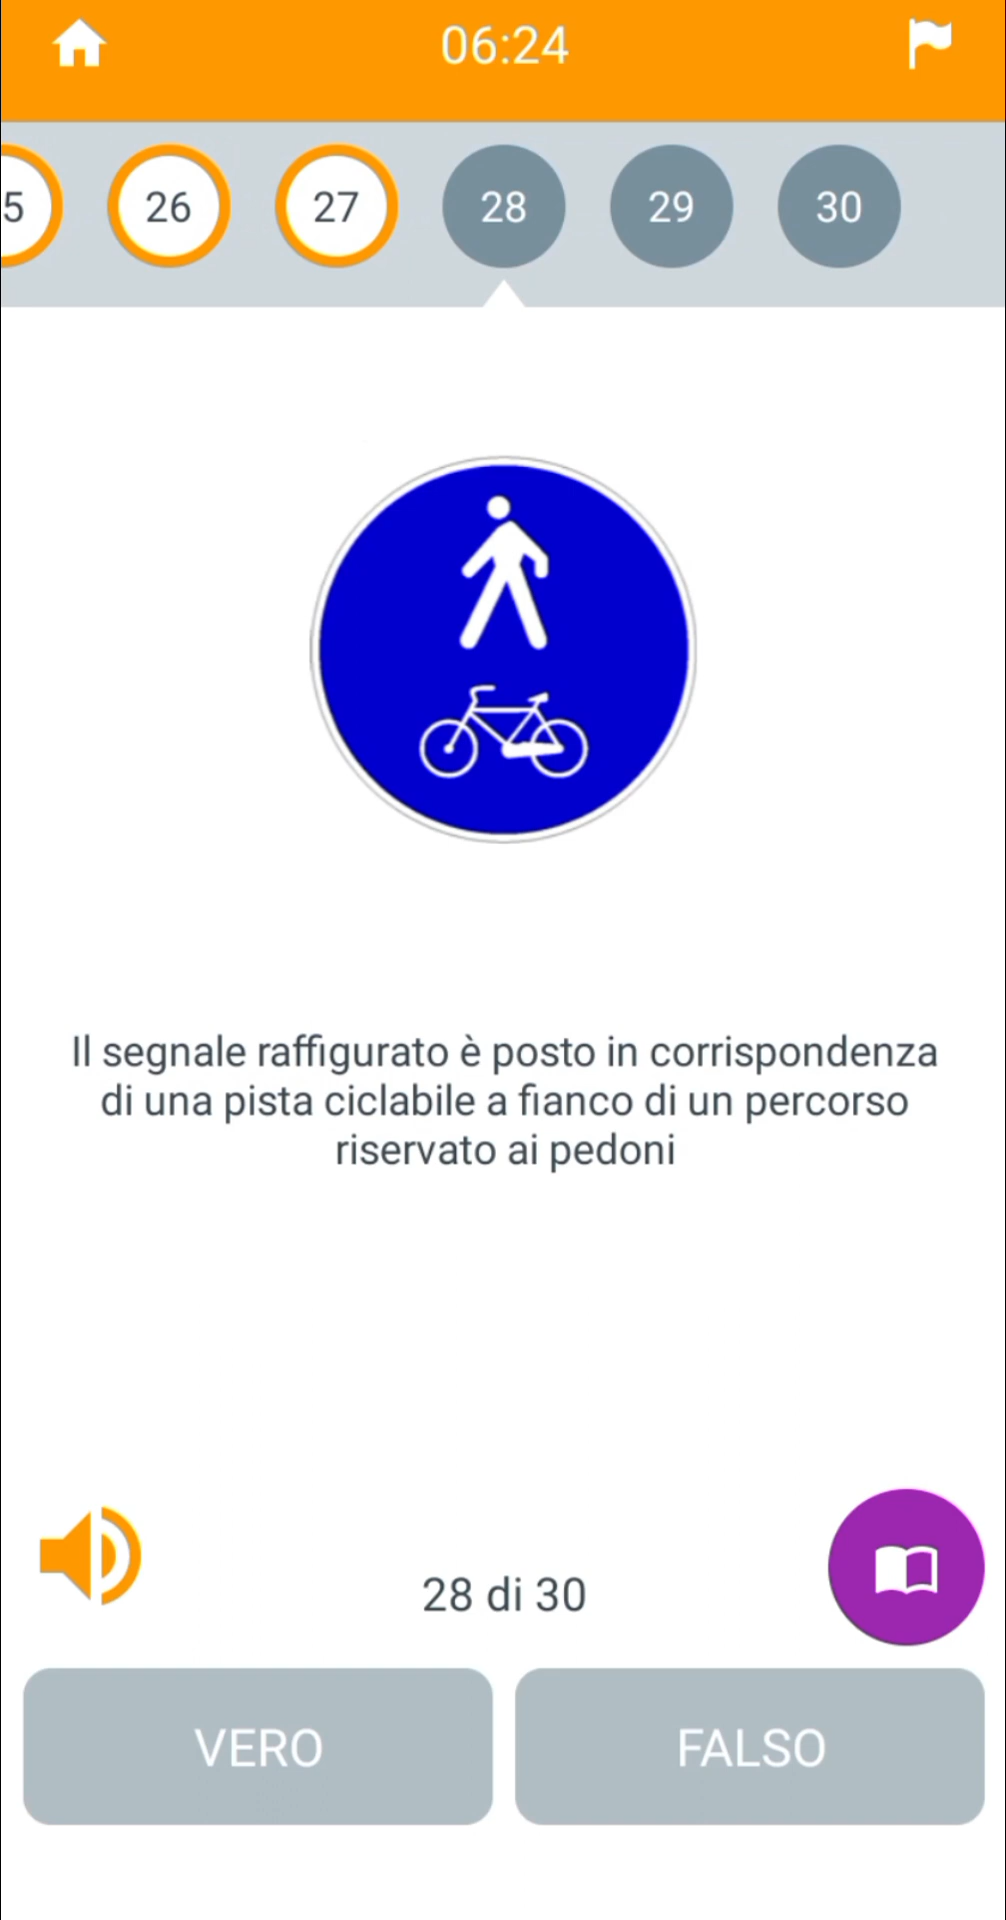 06:24
5 26 27 28 29 30
Il segnale raffigurato è posto in corrispondenza
di una pista ciclabile a fianco di un percorso
riservato ai pedoni
28 di 30
VERO FALSO